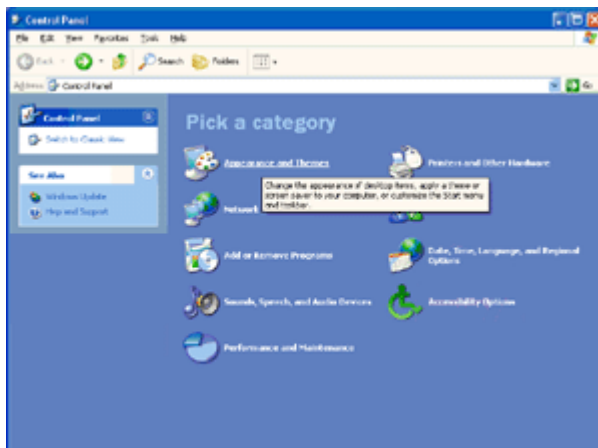 Control Panel
File Edit View Favorites Tools Help
Back Search Folders
Address Control Panel Go
Control Panel
Switch to Classic View
See Also
Windows Update
Help and Support
Pick a category
Appearance and Themes
Printers and Other Hardware
Change the appearance of desktop items, apply a theme or
screen saver to your computer, or customize the Start menu
and taskbar.
Network
Add or Remove Programs
Date, Time, Language, and Regional
Options
Sounds, Speech, and Audio Devices
Accessibility Options
Performance and Maintenance